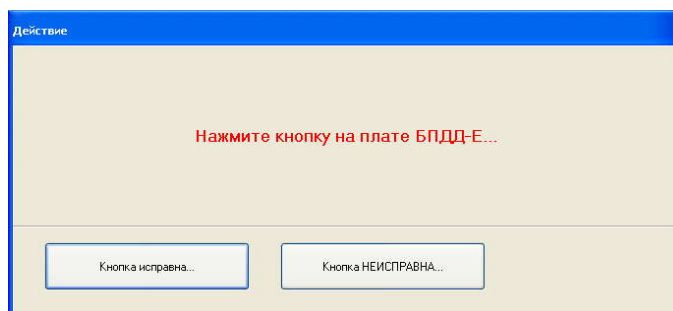 Действие
Нажмите кнопку на плате БПДД-Е...
Кнопка исправна...
Кнопка НЕИСПРАВНА...